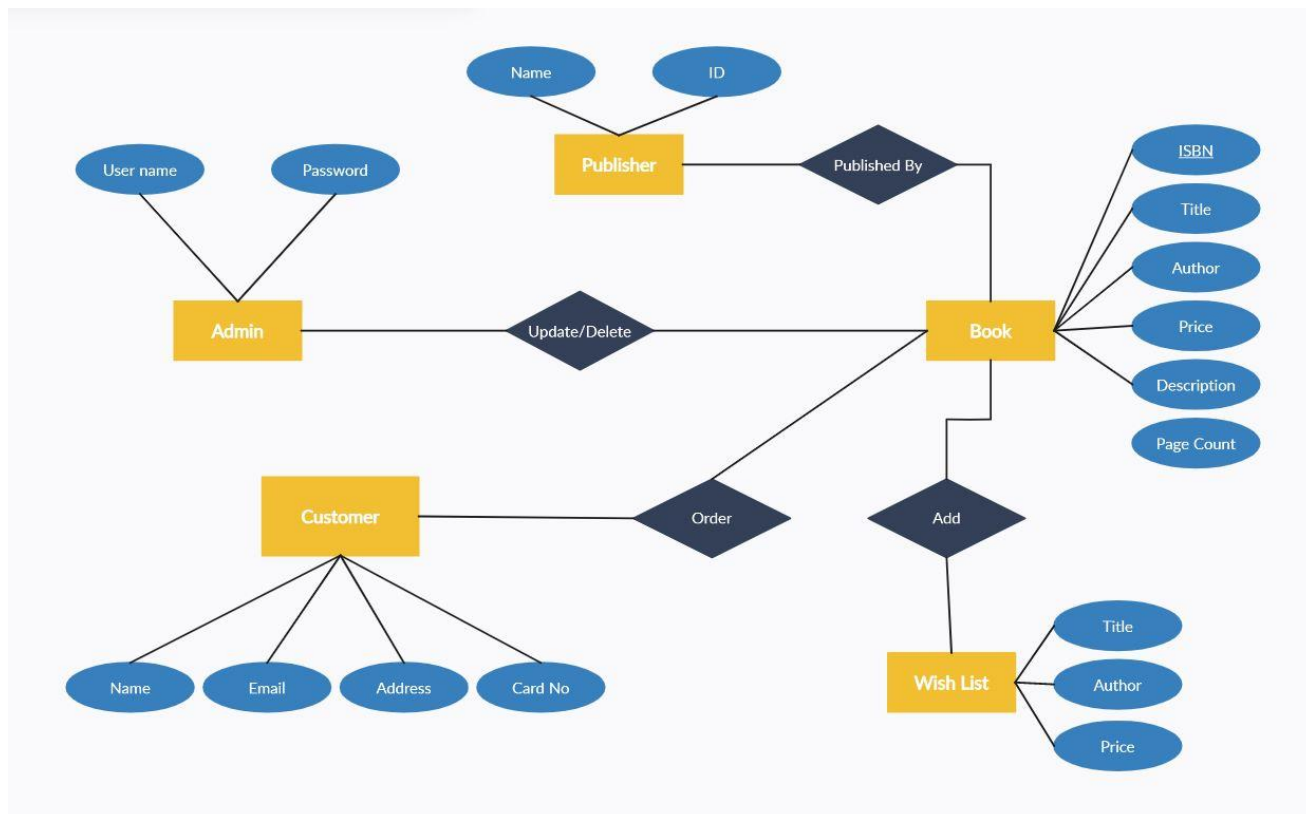 Name
ID
Publisher
Published By
User name
Password
ISBN
Title
Author
Price
Description
Page Count
Admin
Update/Delete
Book
Customer
Order
Add
Name
Email
Address
Card No
Wish List
Title
Author
Price